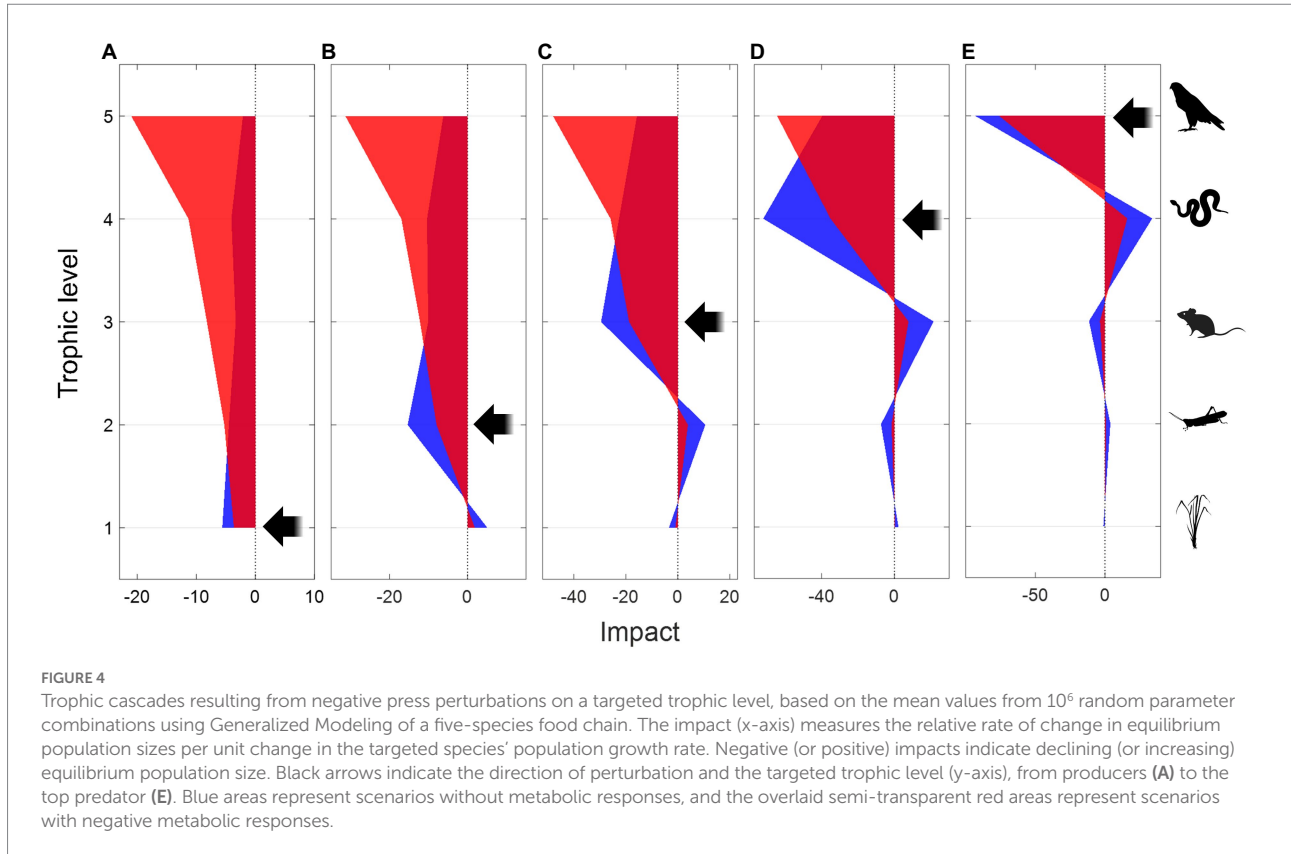 A B C D E
5
4
3
2
1
Trophic level
-20 -10 0 10 -20 0 -40 -20 0 20 -40 0 -50 0
Impact
FIGURE 4
Trophic cascades resulting from negative press perturbations on a targeted trophic level, based on the mean values from 10⁶ random parameter
combinations using Generalized Modeling of a five-species food chain. The impact (x-axis) measures the relative rate of change in equilibrium
population sizes per unit change in the targeted species' population growth rate. Negative (or positive) impacts indicate declining (or increasing)
equilibrium population size. Black arrows indicate the direction of perturbation and the targeted trophic level (y-axis), from producers (A) to the
top predator (E). Blue areas represent scenarios without metabolic responses, and the overlaid semi-transparent red areas represent scenarios
with negative metabolic responses.